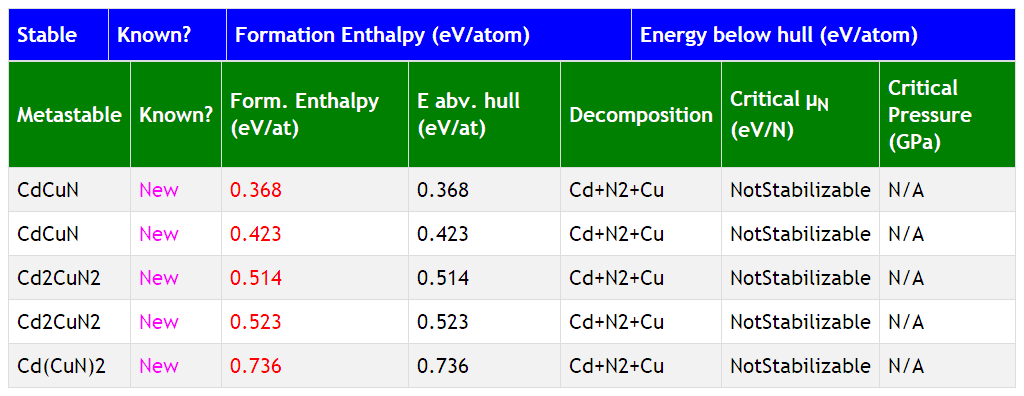 Stable Known? Formation Enthalpy (eV/atom) Energy below hull (eV/atom)
Metastable Known? Form. Enthalpy (eV/at) E abv. hull (eV/at) Decomposition Critical μN (eV/N) Critical Pressure (GPa)
CdCuN New 0.368 0.368 Cd+N2+Cu NotStabilizable N/A
CdCuN New 0.423 0.423 Cd+N2+Cu NotStabilizable N/A
Cd2CuN2 New 0.514 0.514 Cd+N2+Cu NotStabilizable N/A
Cd2CuN2 New 0.523 0.523 Cd+N2+Cu NotStabilizable N/A
Cd(CuN)2 New 0.736 0.736 Cd+N2+Cu NotStabilizable N/A